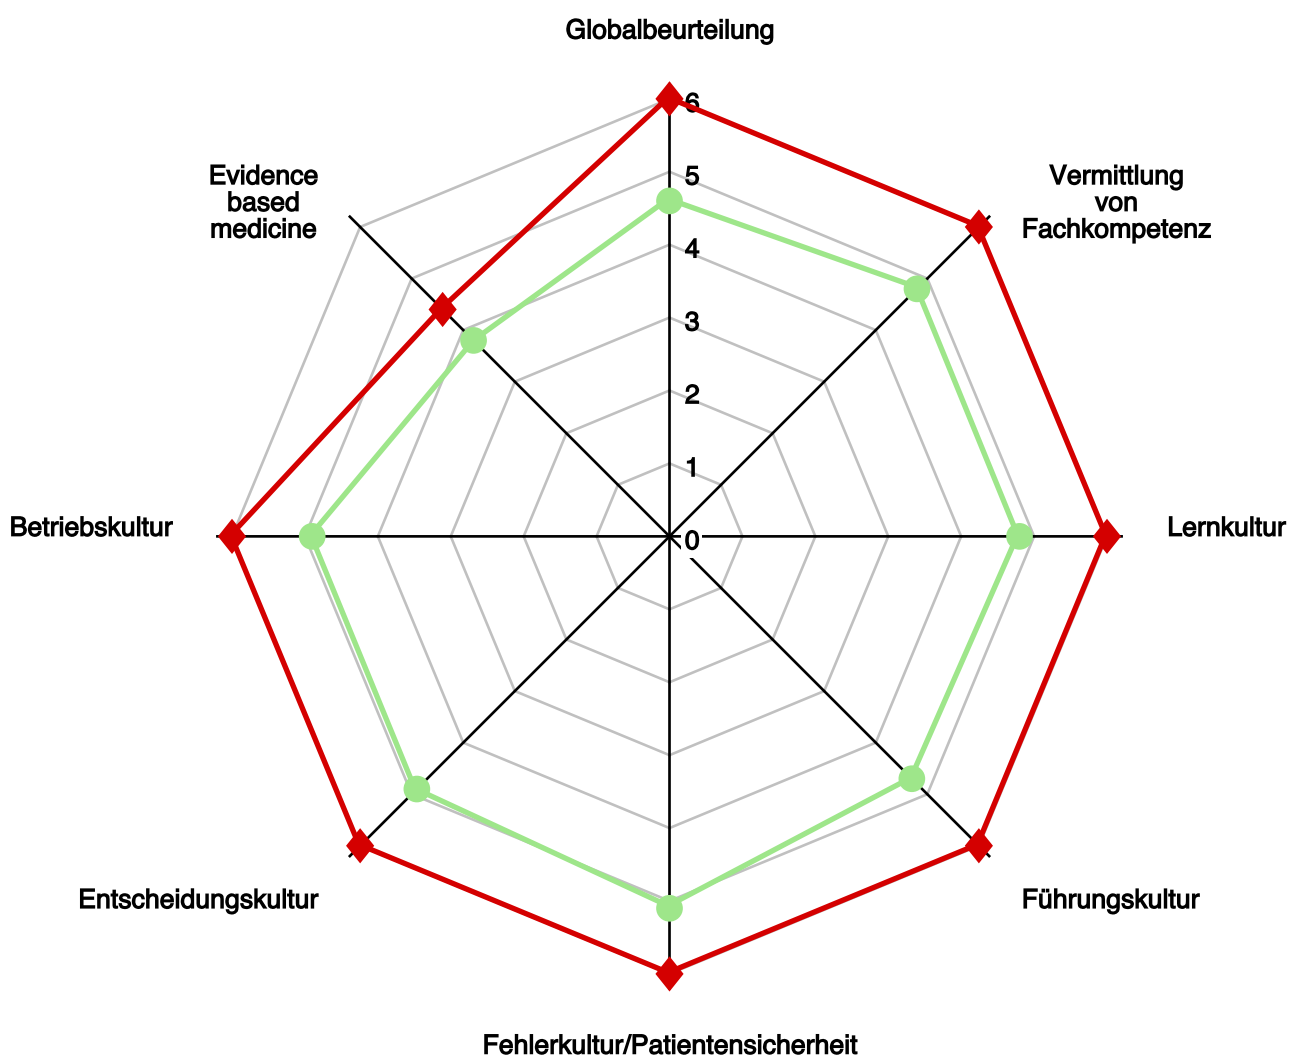 Globalbeurteilung
6
Evidence
based
medicine
5
Vermittlung
von
Fachkompetenz
4
3
2
1
Betriebskultur
0
Lernkultur
Entscheidungskultur
Führungskultur
Fehlerkultur/Patientensicherheit